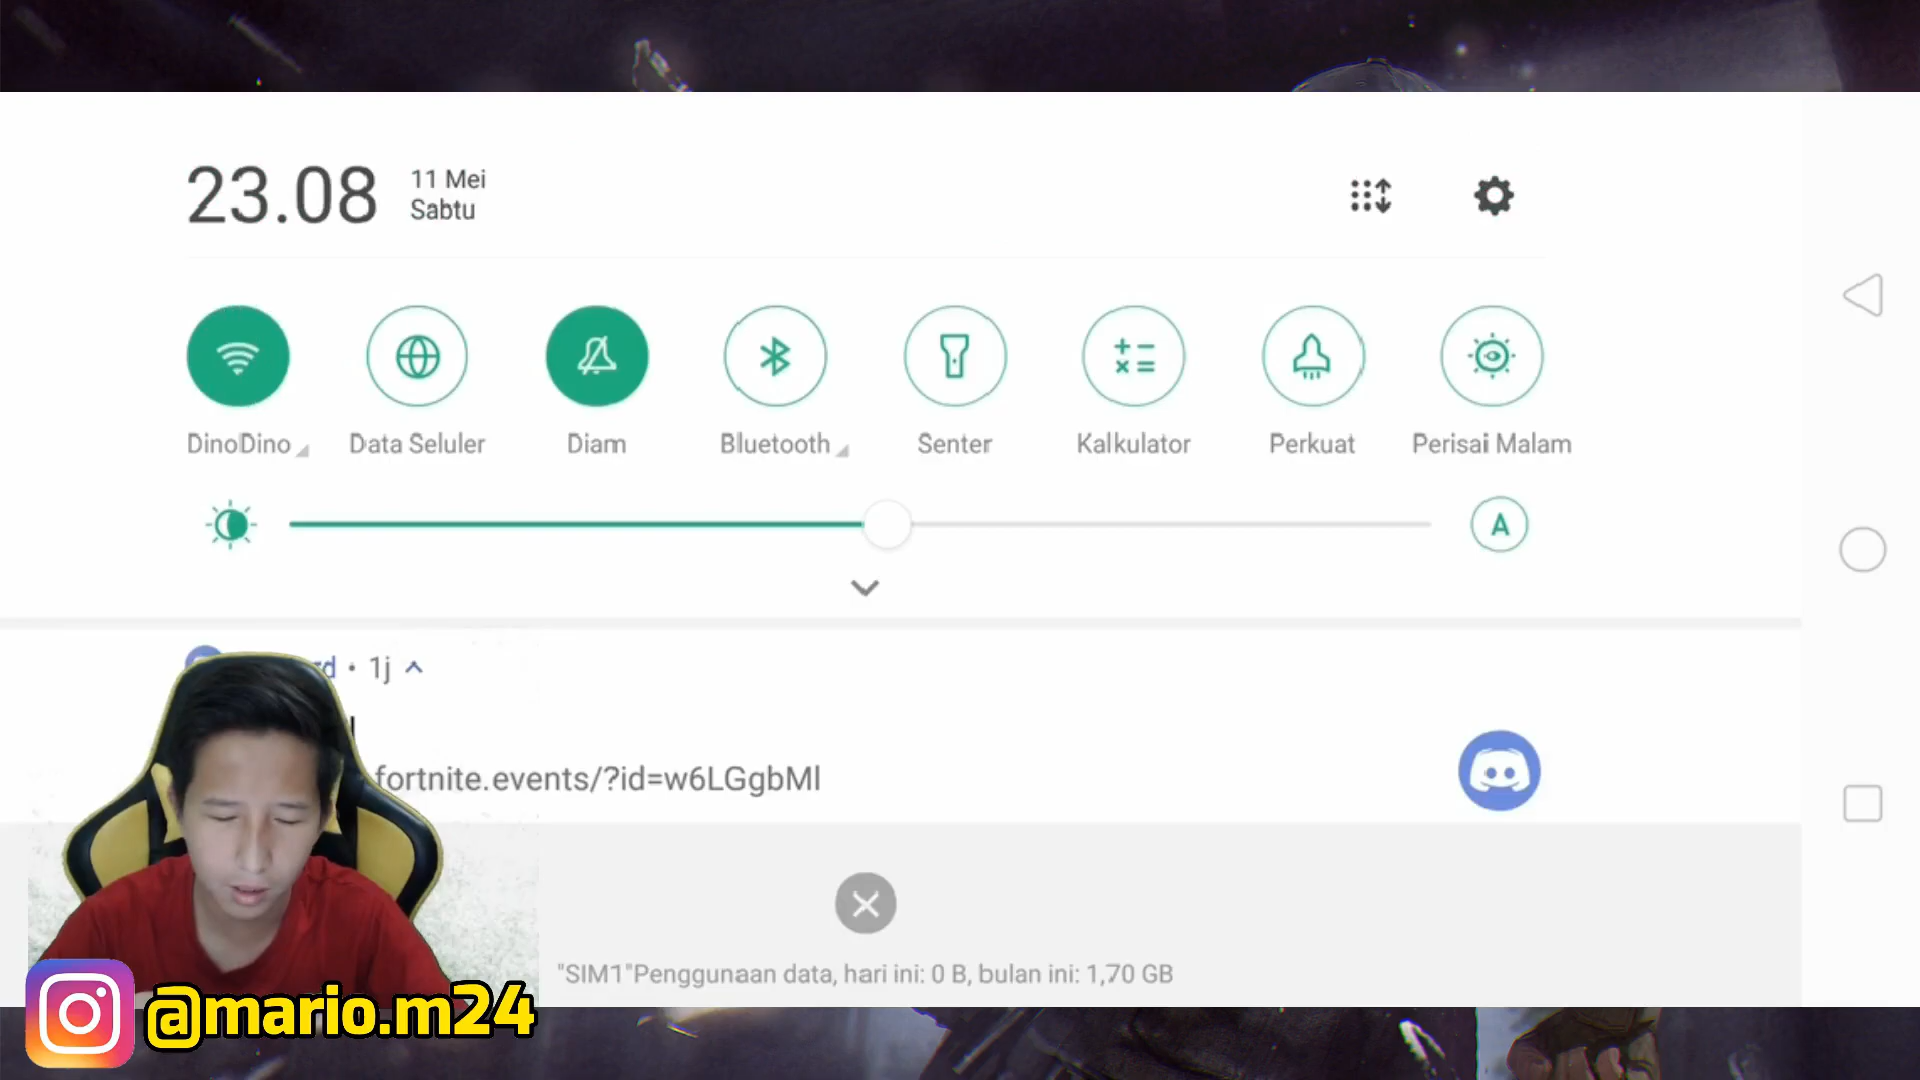 23.08
11 Mei
Sabtu
DinoDino
Data Seluler
Diam
Bluetooth
Senter
Kalkulator
Perkuat
Perisai Malam
A
• 1j
fortnite.events/?id=w6LGgbMl
"SIM1"Penggunaan data, hari ini: 0 B, bulan ini: 1,70 GB
@mario.m24